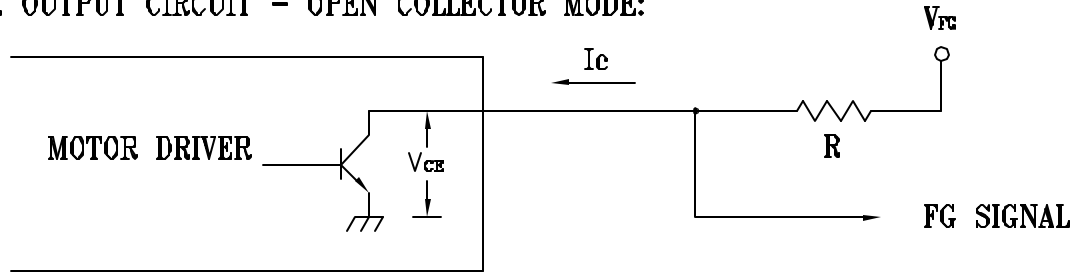 . OUTPUT CIRCUIT - OPEN COLLECTOR MODE:
VFG
Ic
MOTOR DRIVER
VCE
R
FG SIGNAL